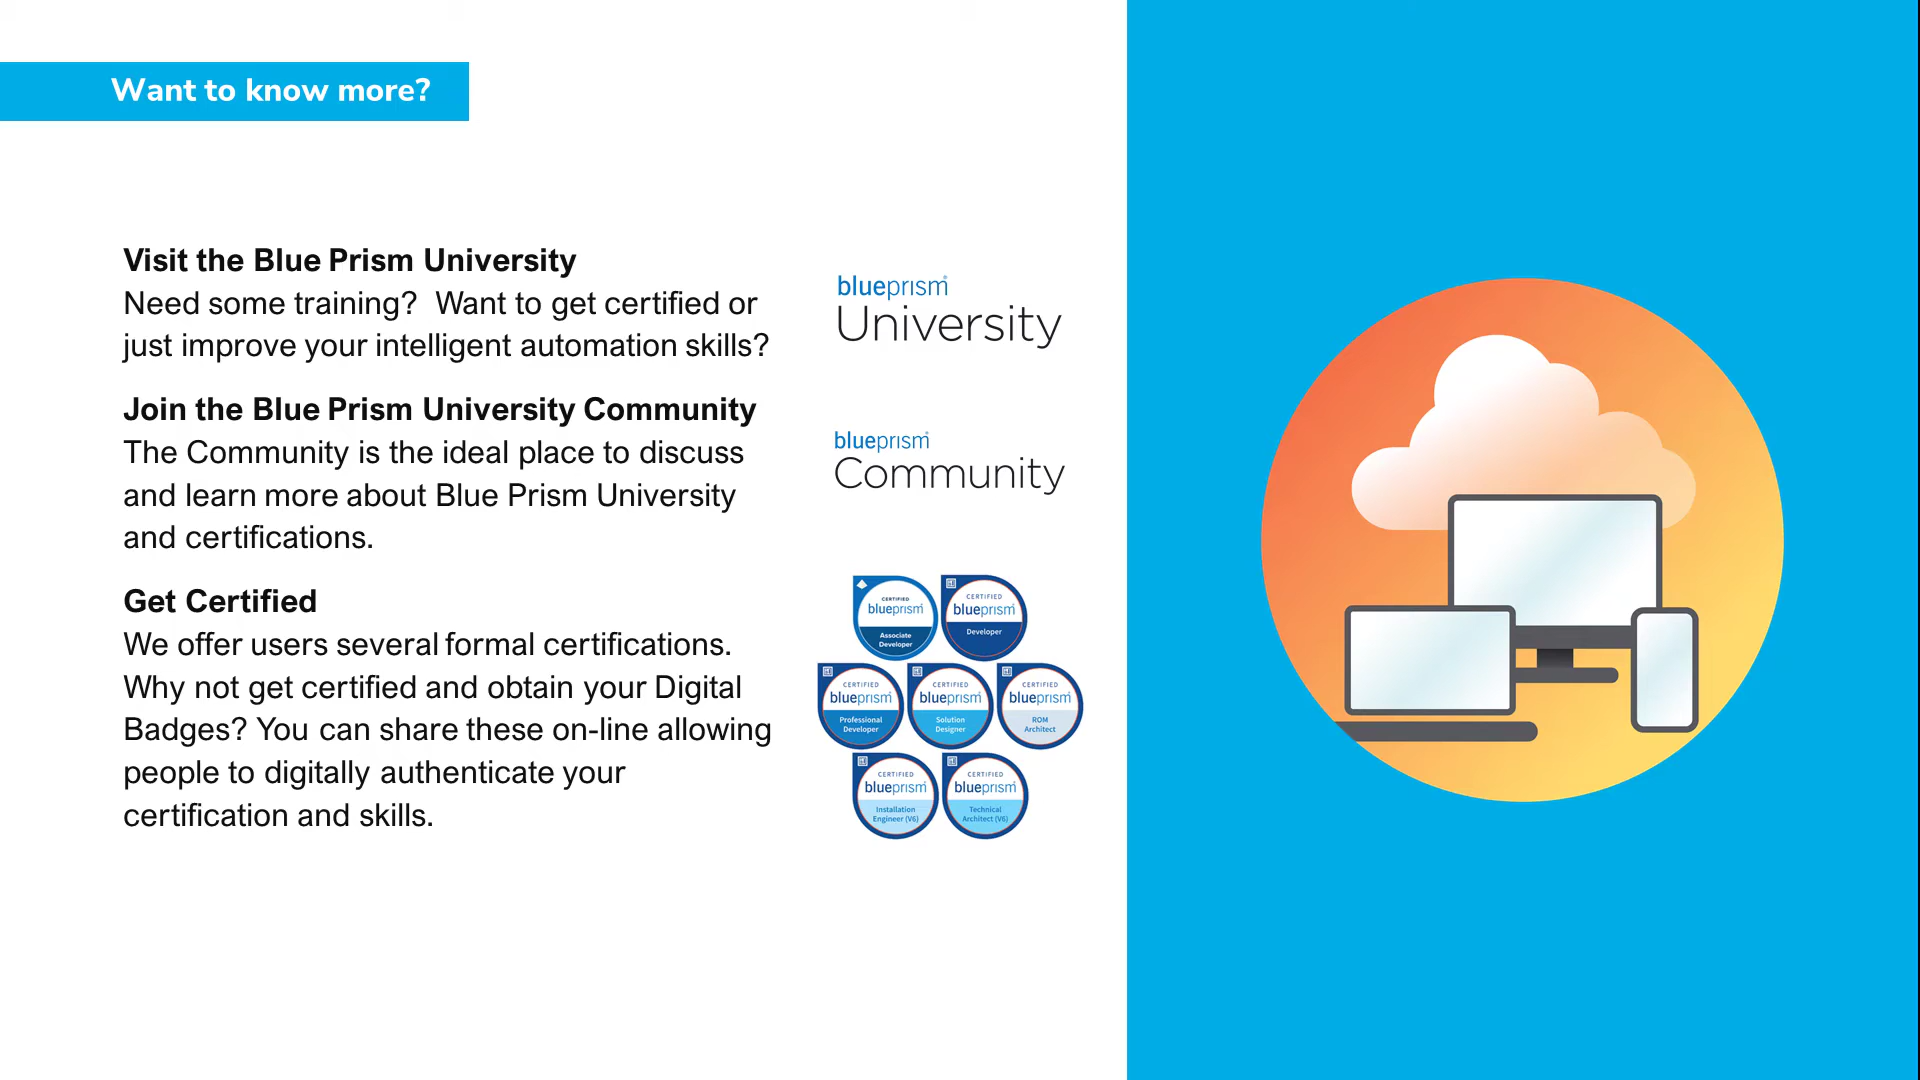 Want to know more?
Visit the Blue Prism University
Need some training?  Want to get certified or
just improve your intelligent automation skills?
Join the Blue Prism University Community
The Community is the ideal place to discuss
and learn more about Blue Prism University
and certifications.
Get Certified
We offer users several formal certifications.
Why not get certified and obtain your Digital
Badges? You can share these on-line allowing
people to digitally authenticate your
certification and skills.
blueprism®
University
blueprism®
Community
CERTIFIED
blueprism®
Associate
Developer
CERTIFIED
blueprism®
Developer
CERTIFIED
blueprism®
Professional
Developer
CERTIFIED
blueprism®
Solution
Designer
CERTIFIED
blueprism®
ROM
Architect
CERTIFIED
blueprism®
Installation
Engineer (V6)
CERTIFIED
blueprism®
Technical
Architect (V6)